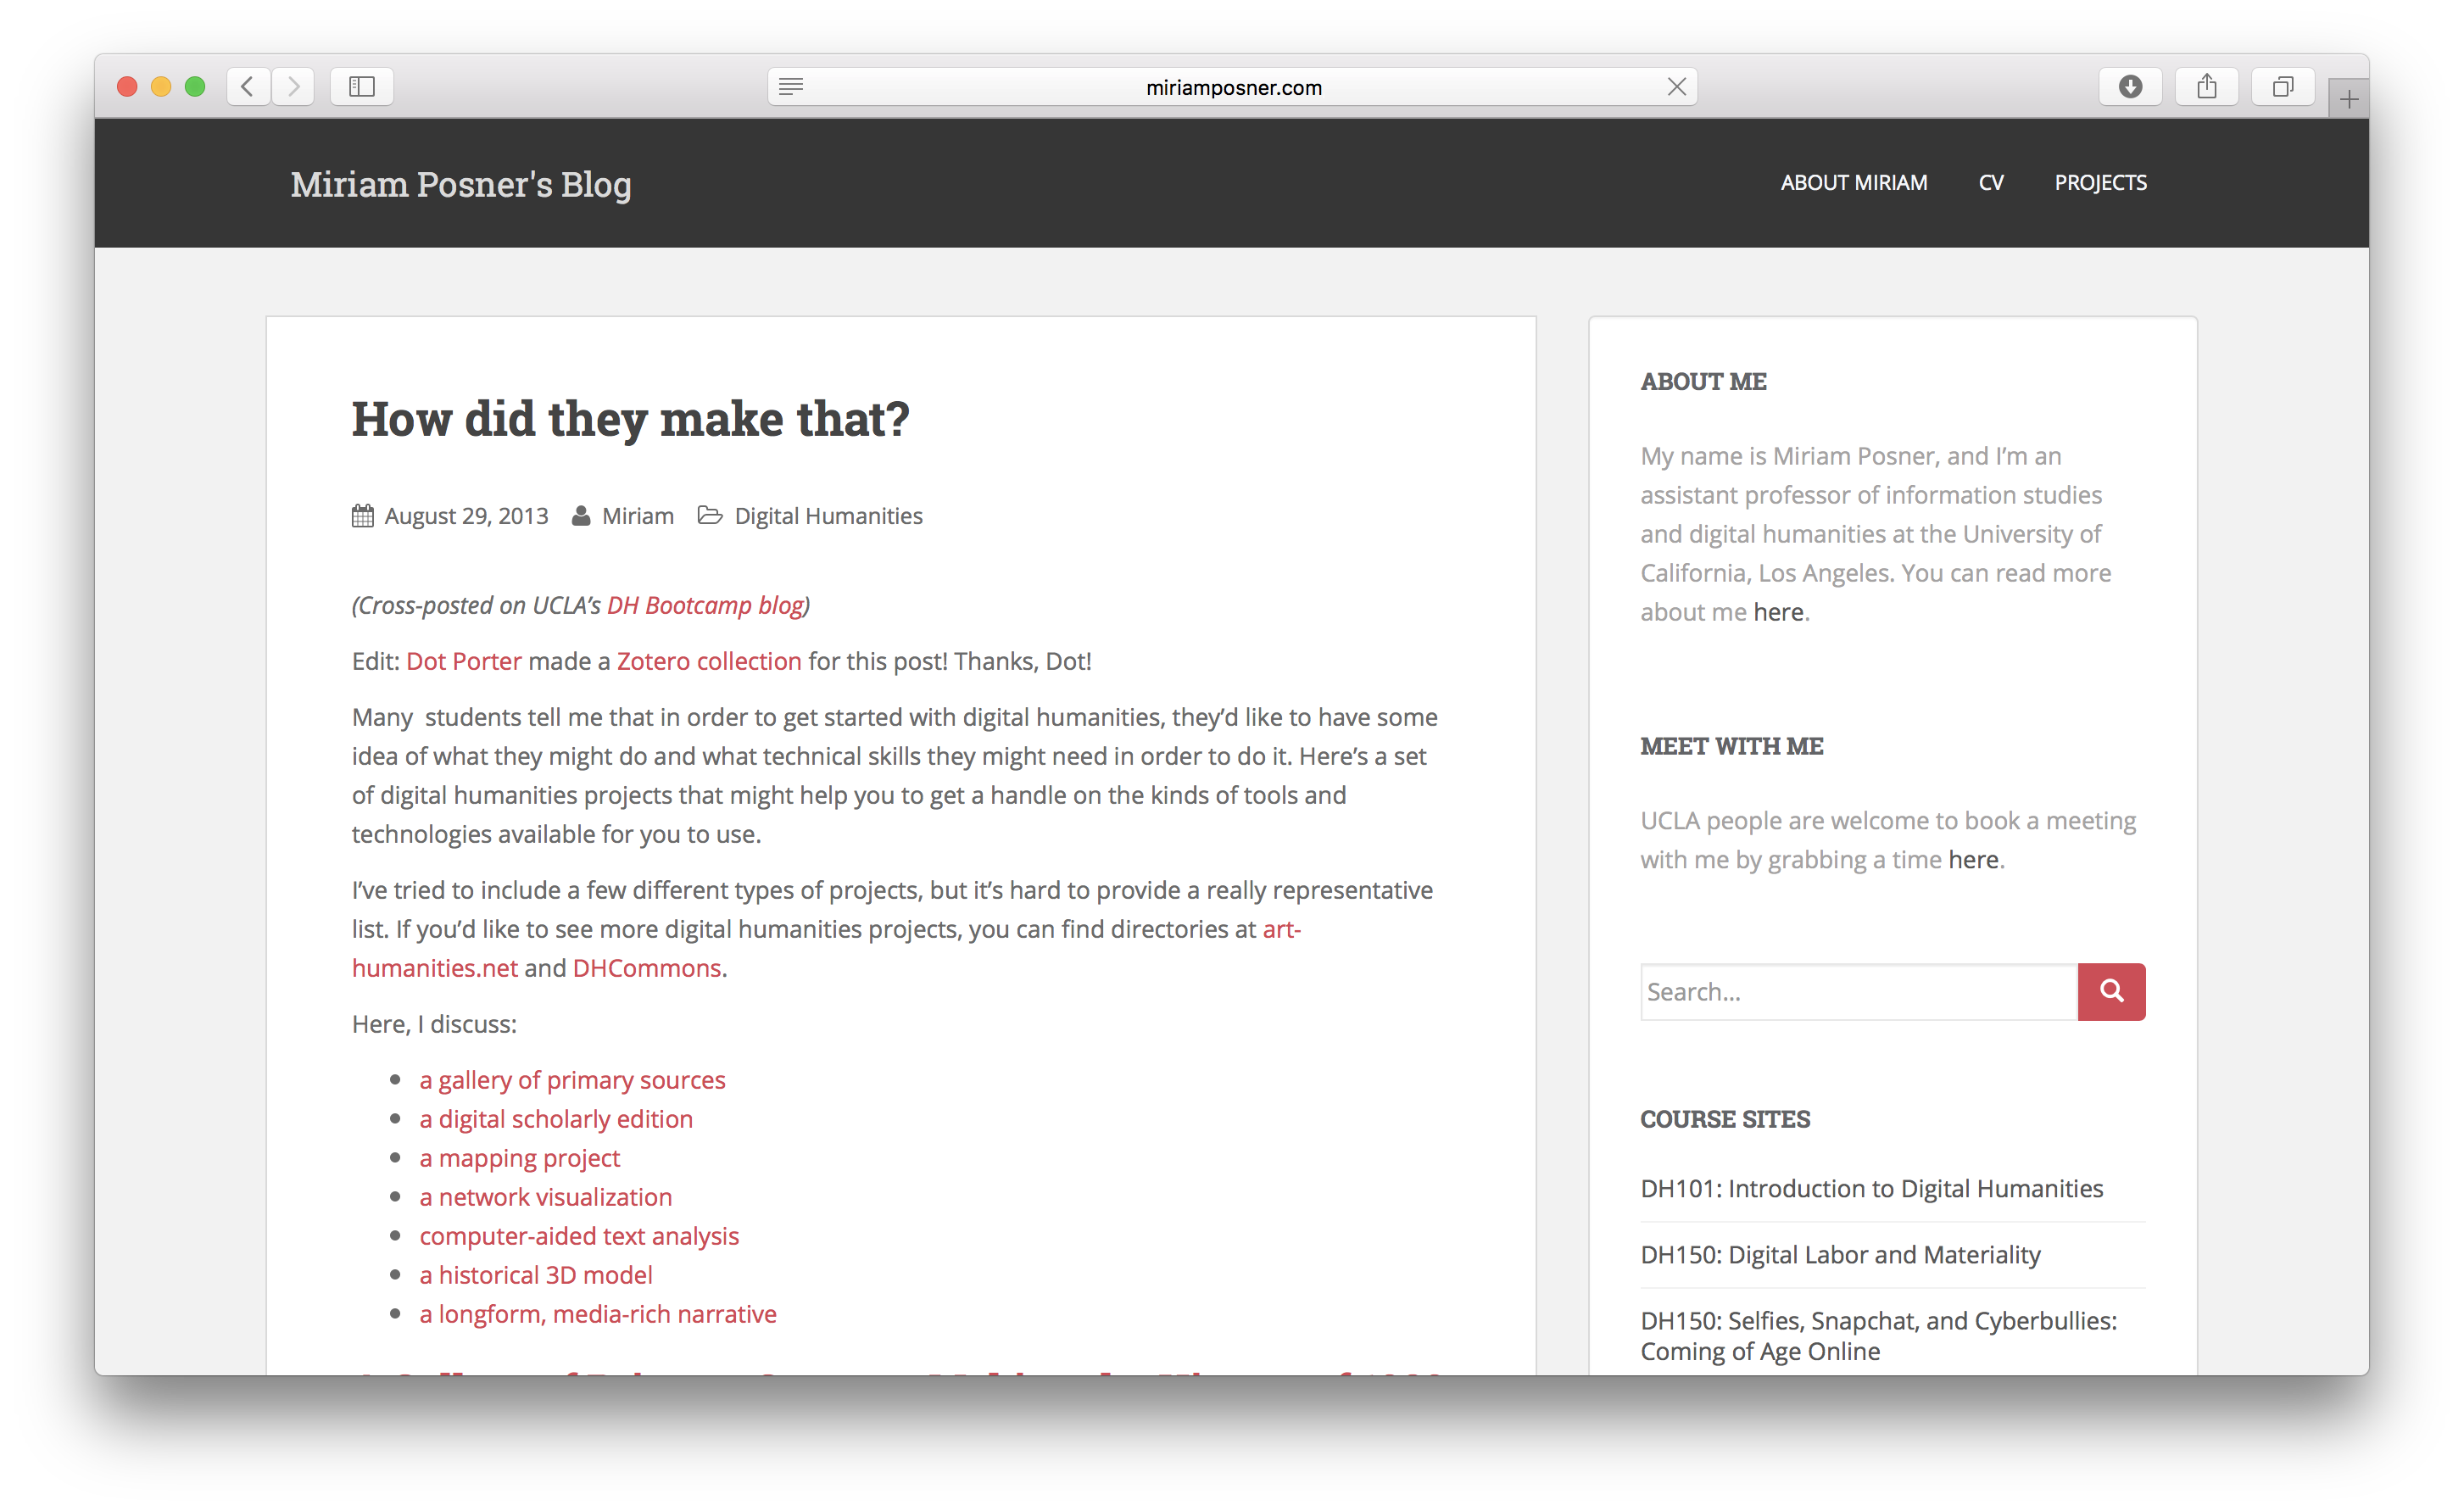 miriamposner.com
Miriam Posner's Blog
ABOUT MIRIAM
CV
PROJECTS
How did they make that?
August 29, 2013 Miriam Digital Humanities
(Cross-posted on UCLA’s DH Bootcamp blog)
Edit: Dot Porter made a Zotero collection for this post! Thanks, Dot!
Many  students tell me that in order to get started with digital humanities, they’d like to have some
idea of what they might do and what technical skills they might need in order to do it. Here’s a set
of digital humanities projects that might help you to get a handle on the kinds of tools and
technologies available for you to use.
I’ve tried to include a few different types of projects, but it’s hard to provide a really representative
list. If you’d like to see more digital humanities projects, you can find directories at art-
humanities.net and DHCommons.
Here, I discuss:
a gallery of primary sources
a digital scholarly edition
a mapping project
a network visualization
computer-aided text analysis
a historical 3D model
a longform, media-rich narrative
ABOUT ME
My name is Miriam Posner, and I’m an
assistant professor of information studies
and digital humanities at the University of
California, Los Angeles. You can read more
about me here.
MEET WITH ME
UCLA people are welcome to book a meeting
with me by grabbing a time here.
Search...
COURSE SITES
DH101: Introduction to Digital Humanities
DH150: Digital Labor and Materiality
DH150: Selfies, Snapchat, and Cyberbullies:
Coming of Age Online